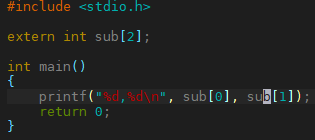 #include <stdio.h>
extern int sub[2];
int main()
{
    printf("%d,%d\n", sub[0], sub[1]);
    return 0;
}